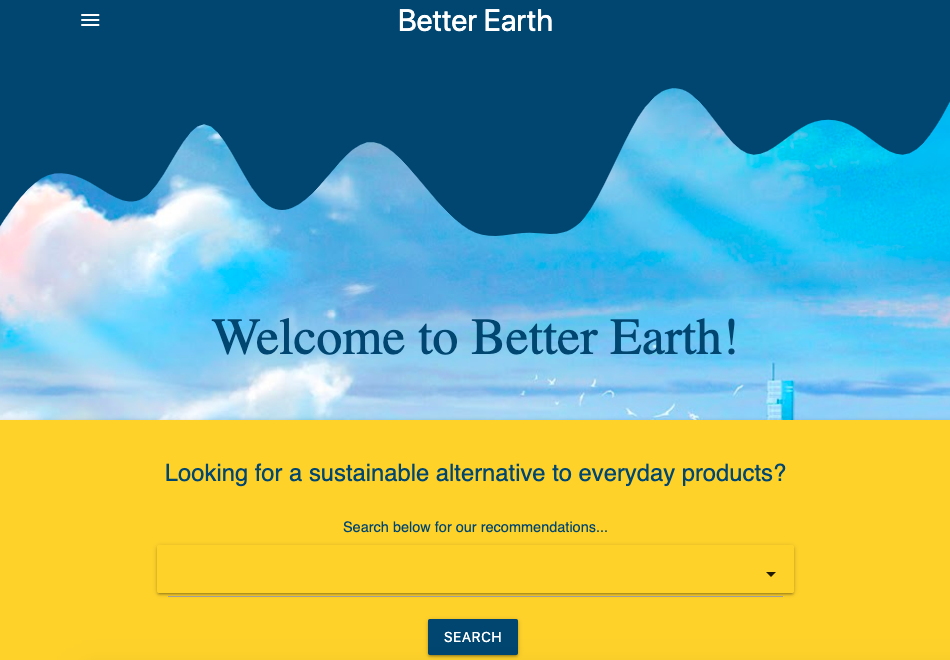 Better Earth
Welcome to Better Earth!
Looking for a sustainable alternative to everyday products?
Search below for our recommendations...
SEARCH